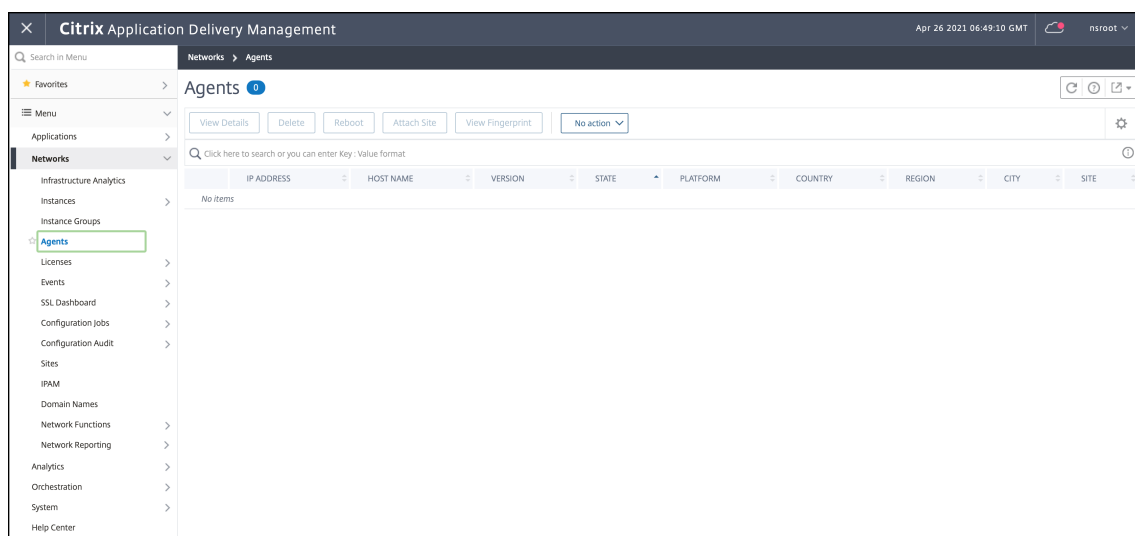 Citrix Application Delivery Management
Apr 26 2021 06:49:10 GMT
nsroot
Search in Menu
Networks > Agents
Favorites
Agents 0
Menu
View Details
Delete
Reboot
Attach Site
View Fingerprint
No action
Applications
Networks
Click here to search or you can enter Key : Value format
IP ADDRESS
HOST NAME
VERSION
STATE
PLATFORM
COUNTRY
REGION
CITY
SITE
No items
Infrastructure Analytics
Instances
Instance Groups
Agents
Licenses
Events
SSL Dashboard
Configuration Jobs
Configuration Audit
Sites
IPAM
Domain Names
Network Functions
Network Reporting
Analytics
Orchestration
System
Help Center